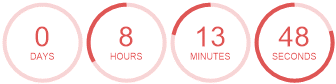 0 8 13 48
DAYS HOURS MINUTES SECONDS